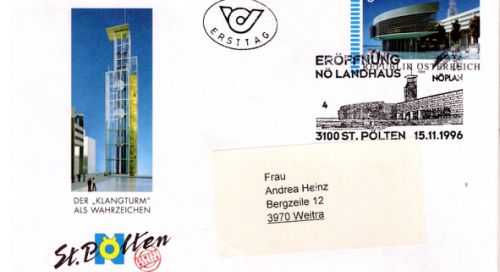 ERSTTAG
ERÖFFNUNG
NÖ LANDHAUS
REPUBLIK ÖSTERREICH
NÖPLAN
4
3100 ST. PÖLTEN 15.11.1996
Frau
Andrea Heinz
Bergzeile 12
3970 Weitra
DER „KLANGTURM"
ALS WAHRZEICHEN
St. Pölten